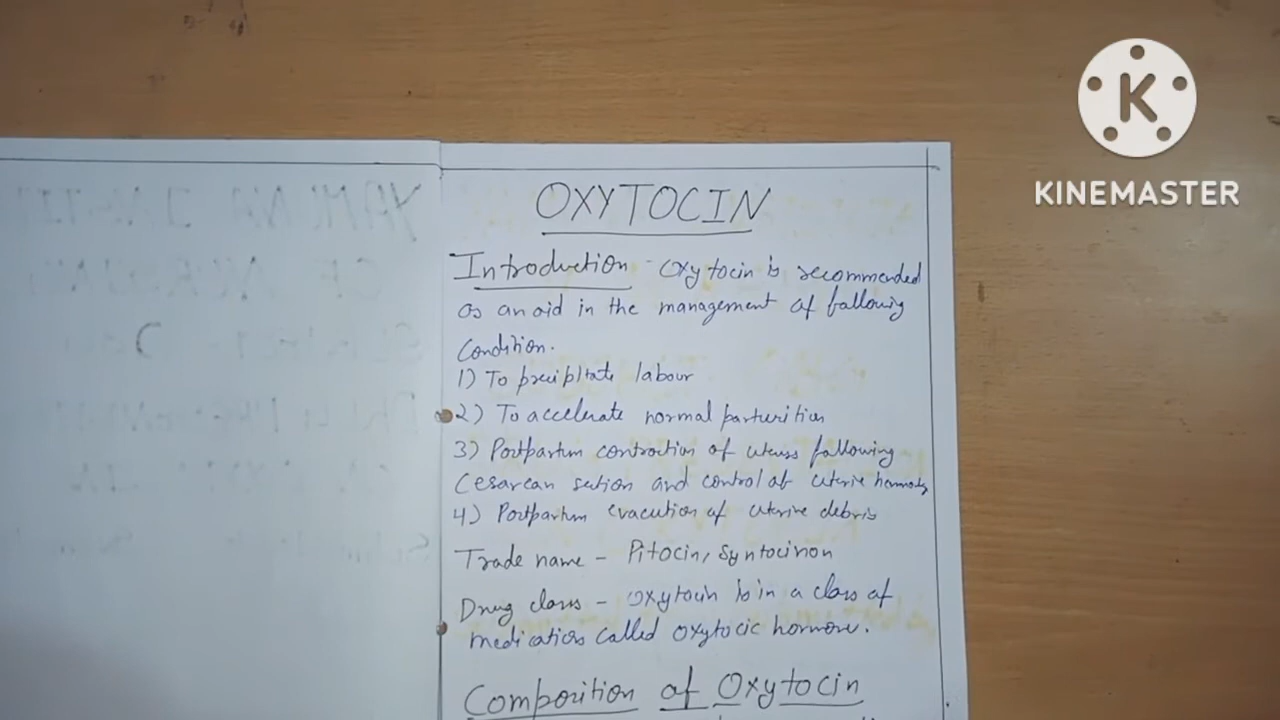 KINEMASTER
OXYTOCIN
Introduction - Oxytocin is recommended
as an aid in the management of fallowing
Condition.
1) To precipitate labour
2) To accelerate normal parturition
3) Postpartum contraction of uterus fallowing
Cesarean section and control of uterine
4) Postpartum evacution of uterine debris
Trade name - Pitocin, Syntocinon
Drug class - Oxytocin is in a class of
medications called oxytocic hormone.
Composition of Oxytocin